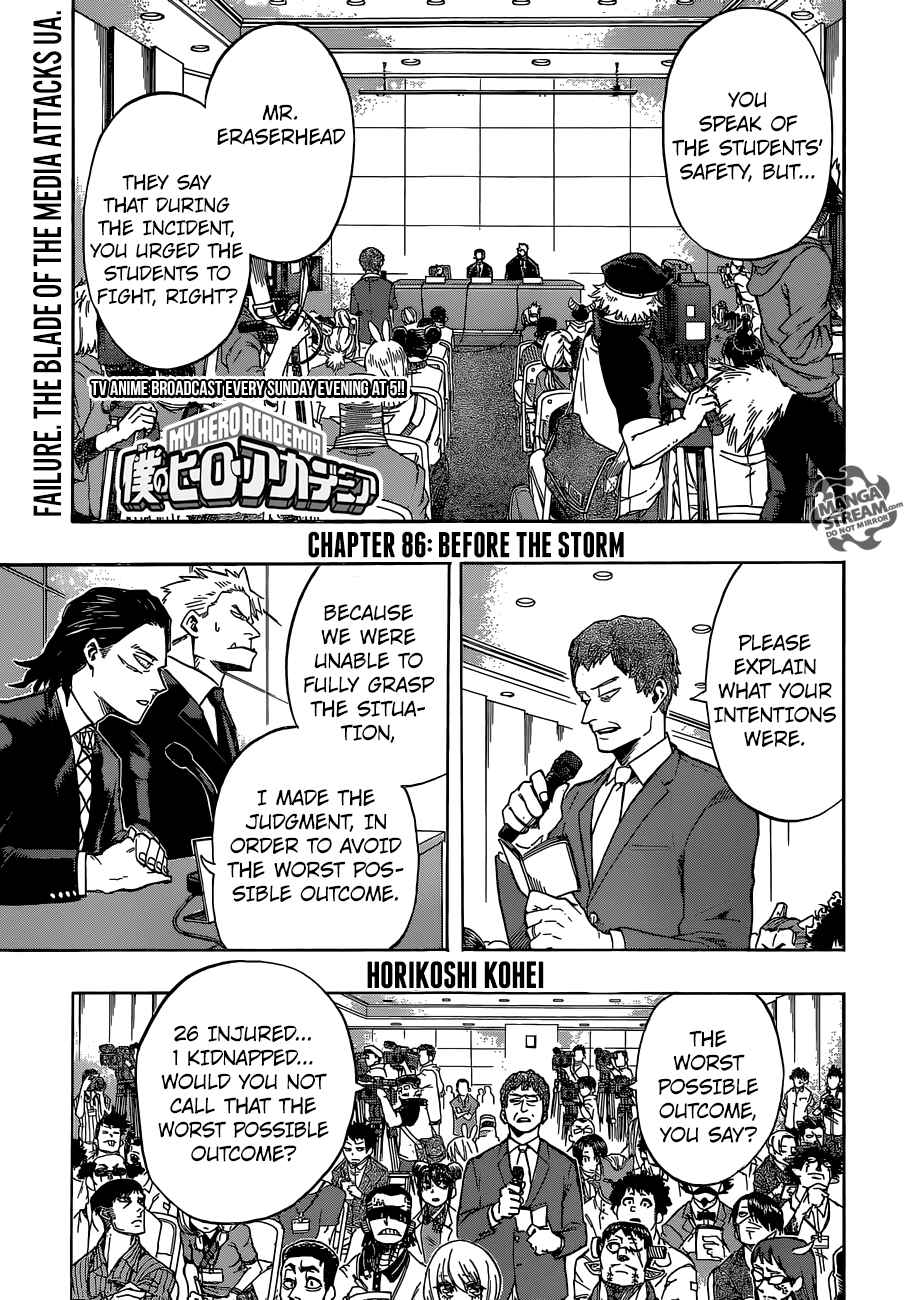 FAILURE. THE BLADE OF THE MEDIA ATTACKS UA.
YOU
SPEAK OF
THE STUDENTS'
SAFETY, BUT...
MR.
ERASERHEAD
THEY SAY
THAT DURING
THE INCIDENT,
YOU URGED THE
STUDENTS TO
FIGHT, RIGHT?
TV ANIME BROADCAST EVERY SUNDAY EVENING AT 5!!
MY HERO ACADEMIA
僕のヒーローアカデミア
MANGA
STREAM.com
DO NOT MIRROR
CHAPTER 86: BEFORE THE STORM
PLEASE
EXPLAIN
WHAT YOUR
INTENTIONS
WERE.
BECAUSE
WE WERE
UNABLE TO
FULLY GRASP
THE SITUA-
TION,
I MADE THE
JUDGMENT, IN
ORDER TO AVOID
THE WORST POS-
SIBLE OUTCOME.
HORIKOSHI KOHEI
THE
WORST
POSSIBLE
OUTCOME,
YOU SAY?
26 INJURED...
1 KIDNAPPED...
WOULD YOU NOT
CALL THAT THE
WORST POSSIBLE
OUTCOME?